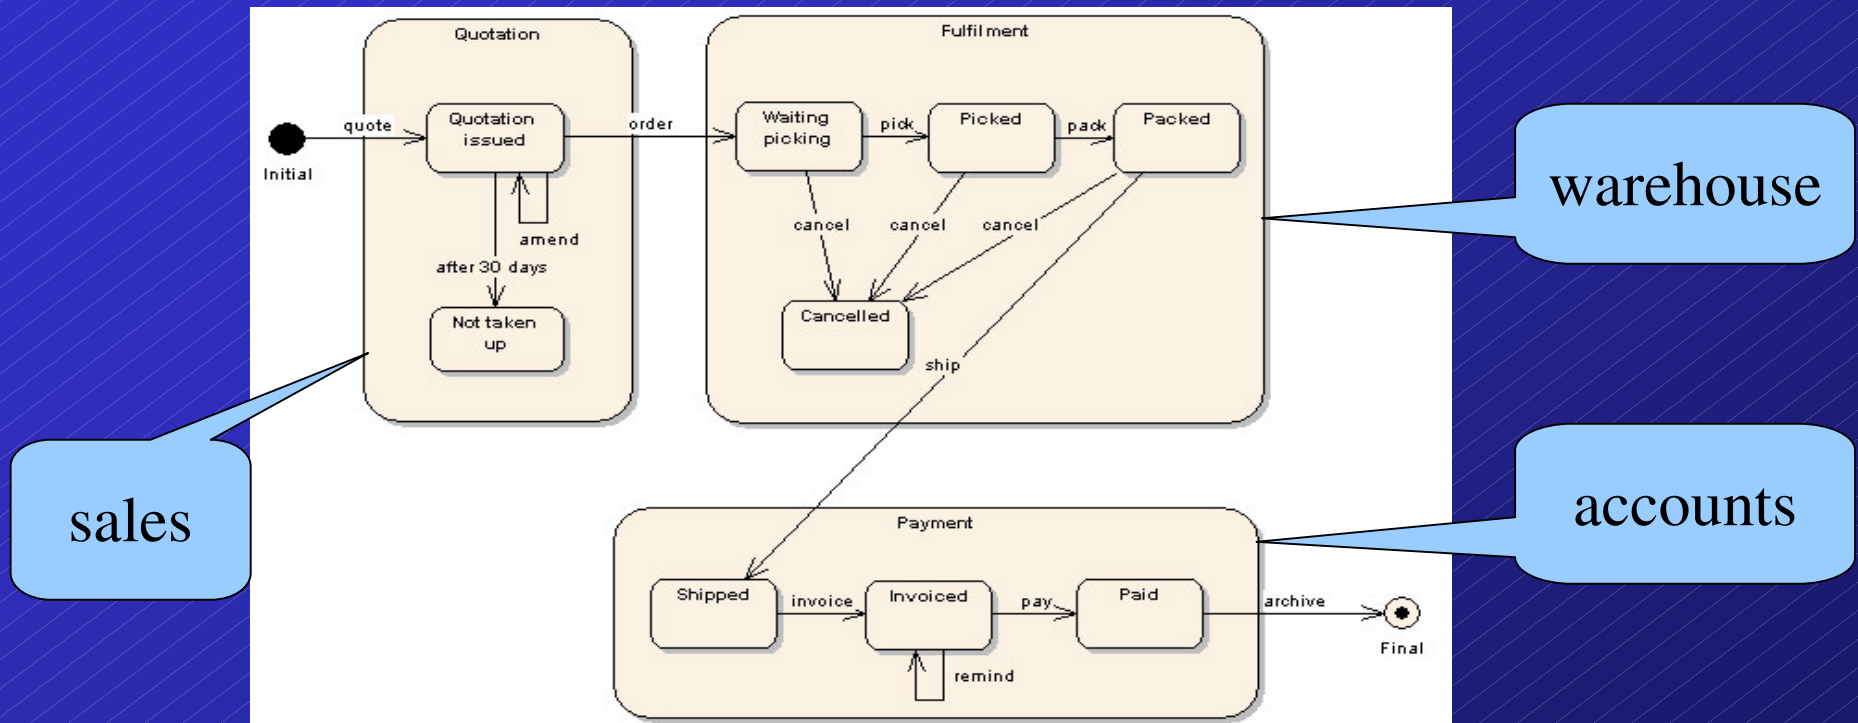 Quotation
Fulfilment
quote
Quotation
issued
order
Waiting
picking
pick
Picked
pack
Packed
Initial
warehouse
amend
cancel
cancel
cancel
after 30 days
Not taken
up
Cancelled
ship
sales
accounts
Payment
Shipped
invoice
Invoiced
pay
Paid
archive
Final
remind